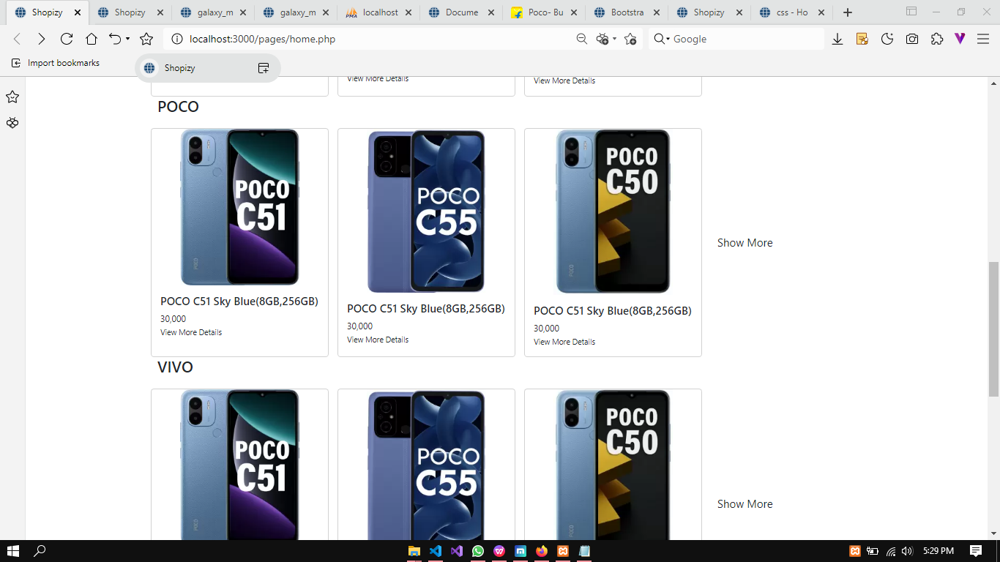 Shopizy
Shopizy
galaxy_m
galaxy_m
localhost
Docume
Poco- Bu
Bootstra
Shopizy
css - Ho
localhost:3000/pages/home.php
Google
Import bookmarks
Shopizy
View More Details
View More Details
POCO
POCO C51
POCO C55
POCO C50
POCO C51 Sky Blue(8GB,256GB)
30,000
View More Details
POCO C51 Sky Blue(8GB,256GB)
30,000
View More Details
POCO C51 Sky Blue(8GB,256GB)
30,000
View More Details
Show More
VIVO
POCO C51
POCO C55
POCO C50
Show More
5:29 PM